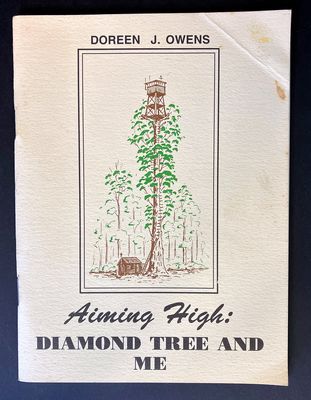 DOREEN J. OWENS
Aiming High:
DIAMOND TREE AND
ME